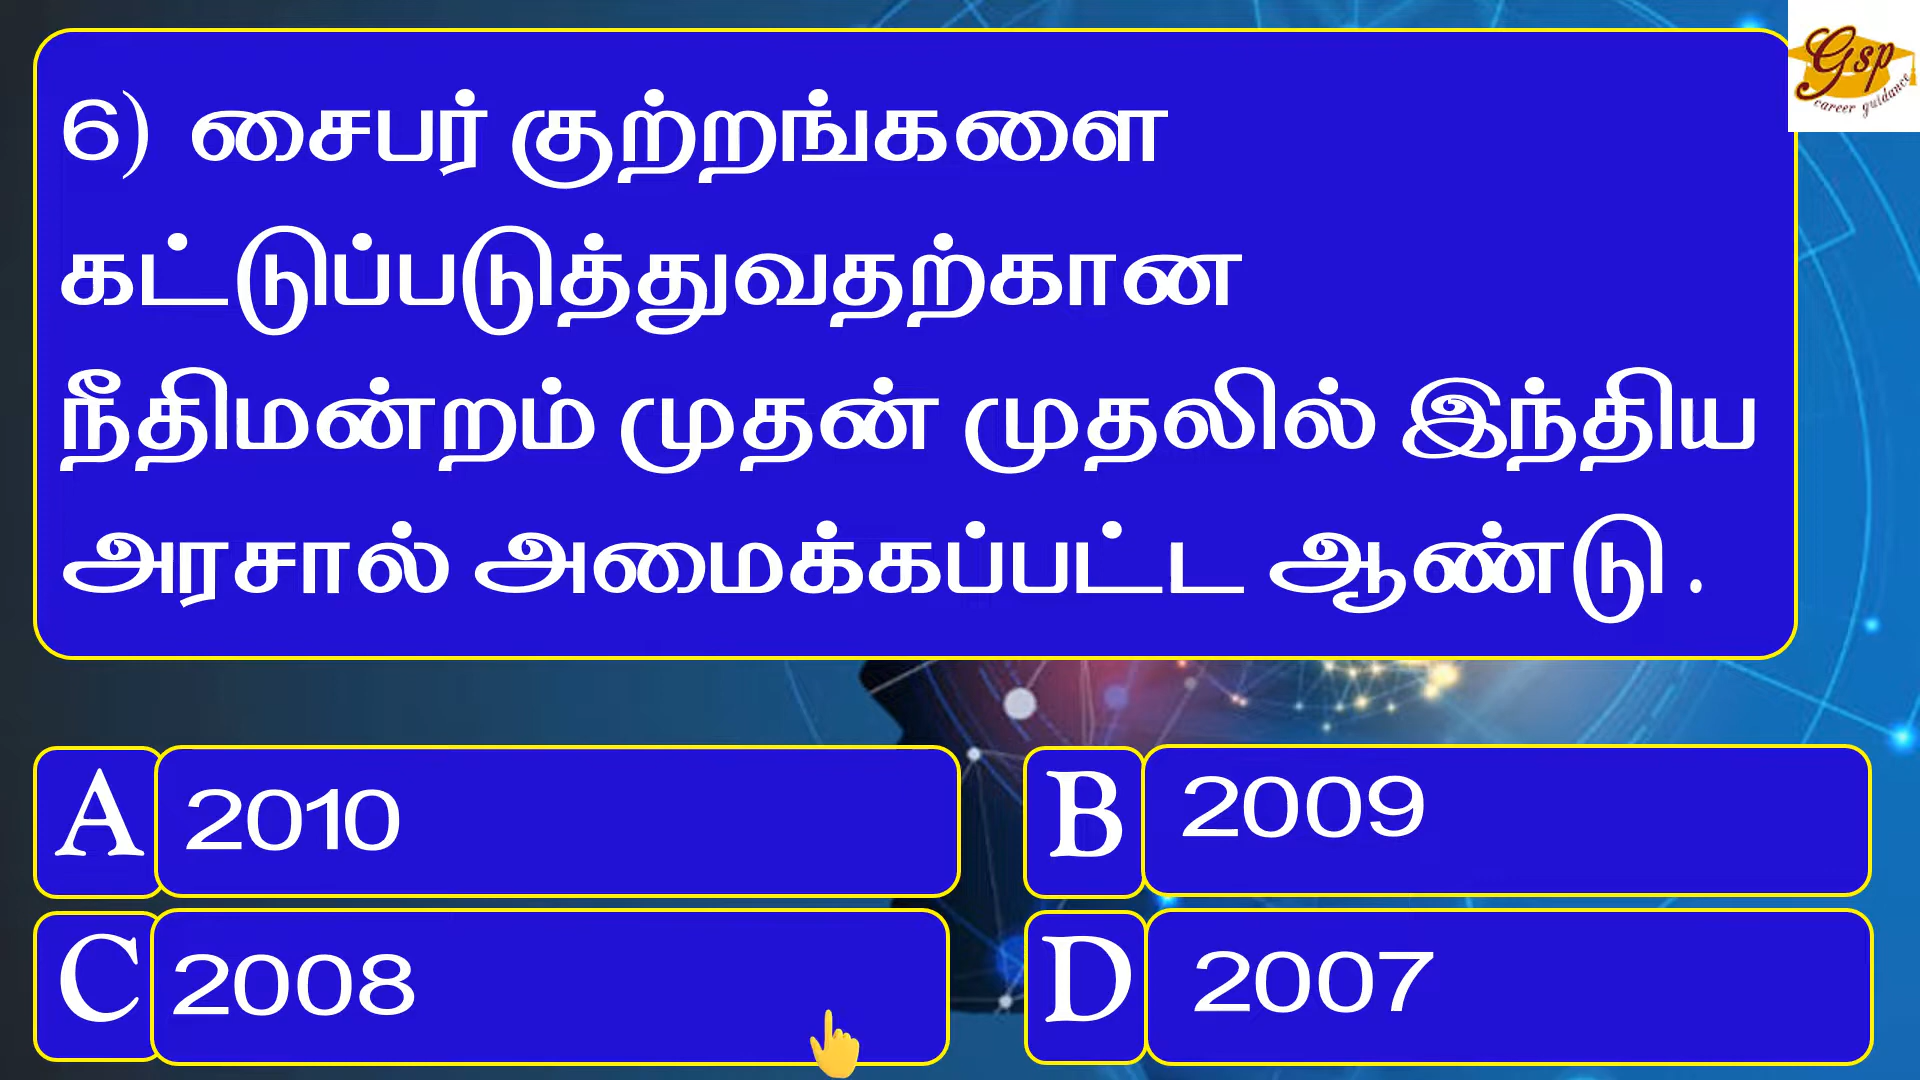 Gsp
career guidance
6) சைபர் குற்றங்களை
கட்டுப்படுத்துவதற்கான
நீதிமன்றம் முதன் முதலில் இந்திய
அரசால் அமைக்கப்பட்ட ஆண்டு .
A 2010
B 2009
C 2008
D 2007